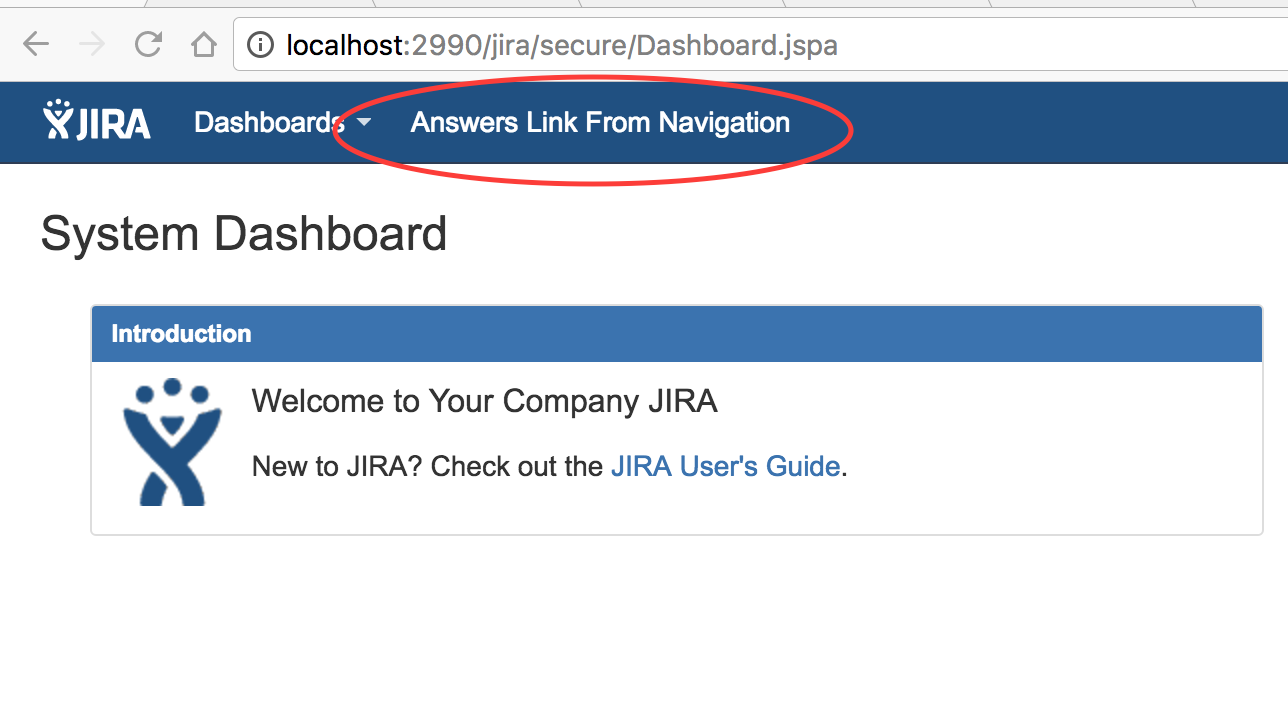 localhost:2990/jira/secure/Dashboard.jspa
JIRA Dashboards Answers Link From Navigation
System Dashboard
Introduction
Welcome to Your Company JIRA
New to JIRA? Check out the JIRA User's Guide.